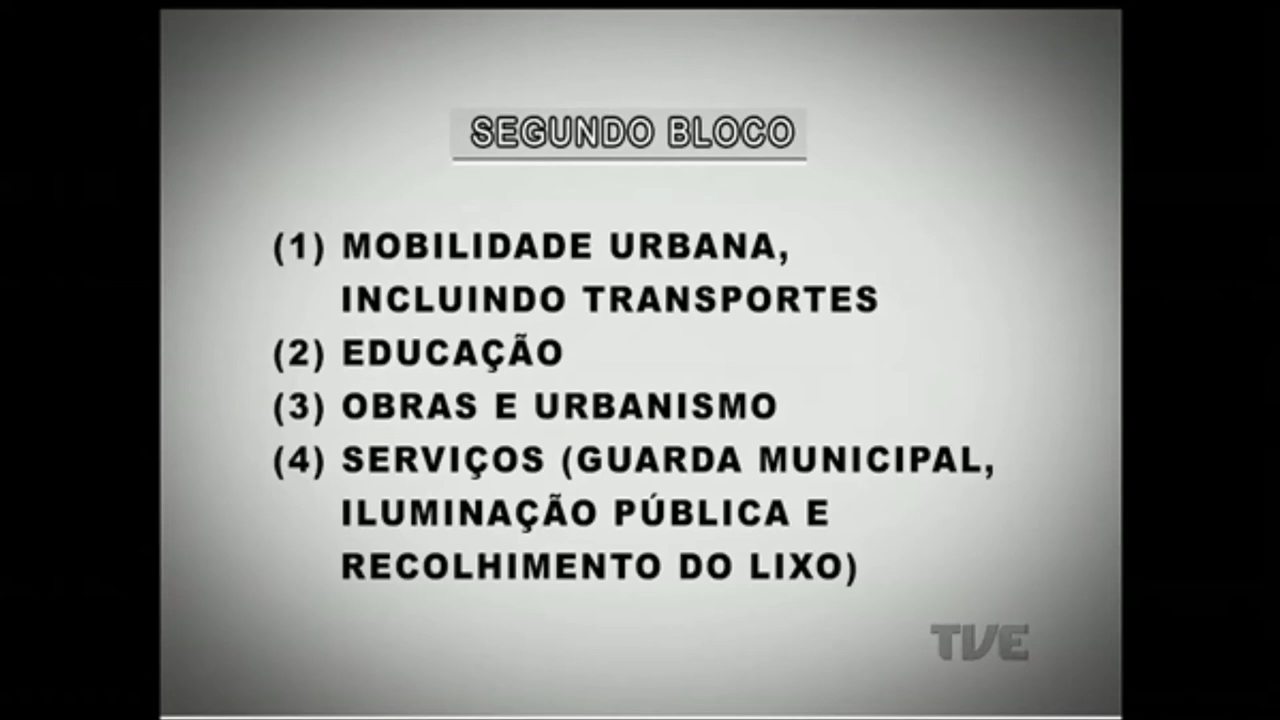 SEGUNDO BLOCO
(1) MOBILIDADE URBANA,
INCLUINDO TRANSPORTES
(2) EDUCAÇÃO
(3) OBRAS E URBANISMO
(4) SERVIÇOS (GUARDA MUNICIPAL,
ILUMINAÇÃO PÚBLICA E
RECOLHIMENTO DO LIXO)
TVE